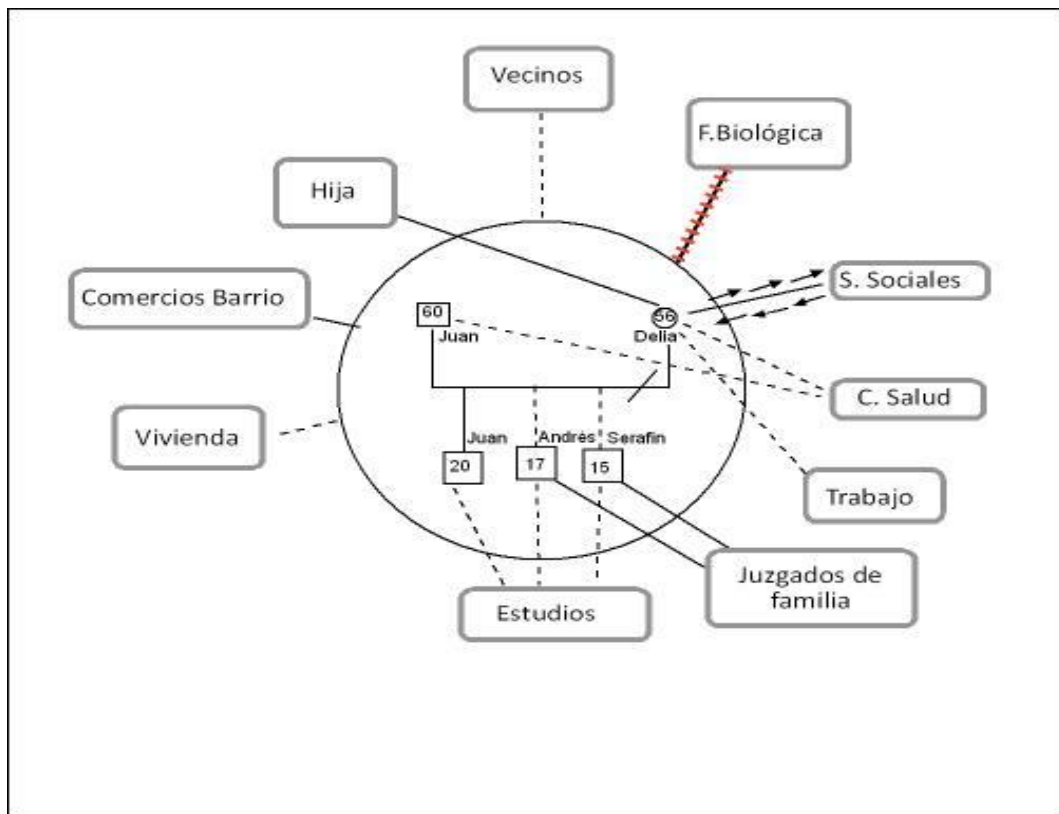 Vecinos
F.Biológica
Hija
S. Sociales
Comercios Barrio
60
56
Juan
Delia
C. Salud
Vivienda
Juan
Andrés
Serafin
20
17
15
Trabajo
Juzgados de
familia
Estudios